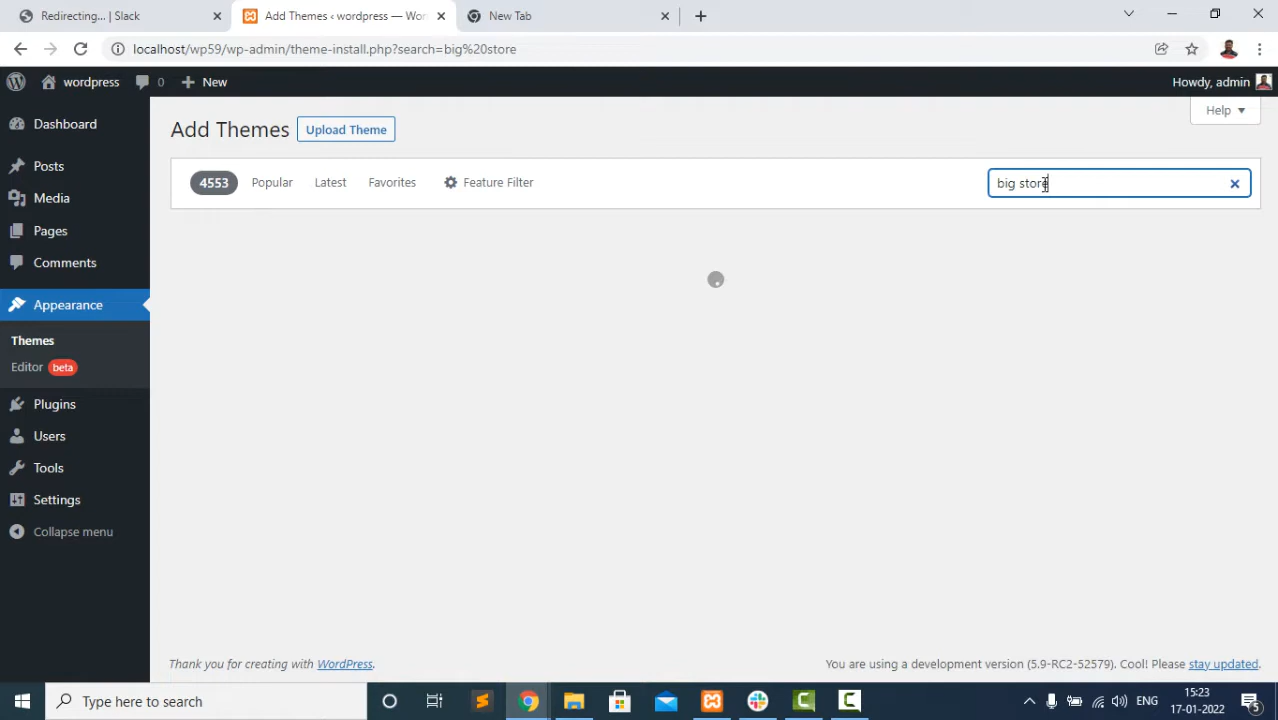 Redirecting... | Slack
Add Themes ‹ wordpress — Wor
New Tab
localhost/wp59/wp-admin/theme-install.php?search=big%20store
wordpress 0 New Howdy, admin
Dashboard
Posts
Media
Pages
Comments
Appearance
Themes
Editor beta
Plugins
Users
Tools
Settings
Collapse menu
Help
Add Themes Upload Theme
4553 Popular Latest Favorites Feature Filter big store
Thank you for creating with WordPress. You are using a development version (5.9-RC2-52579). Cool! Please stay updated.
Type here to search
ENG
15:23
17-01-2022
5